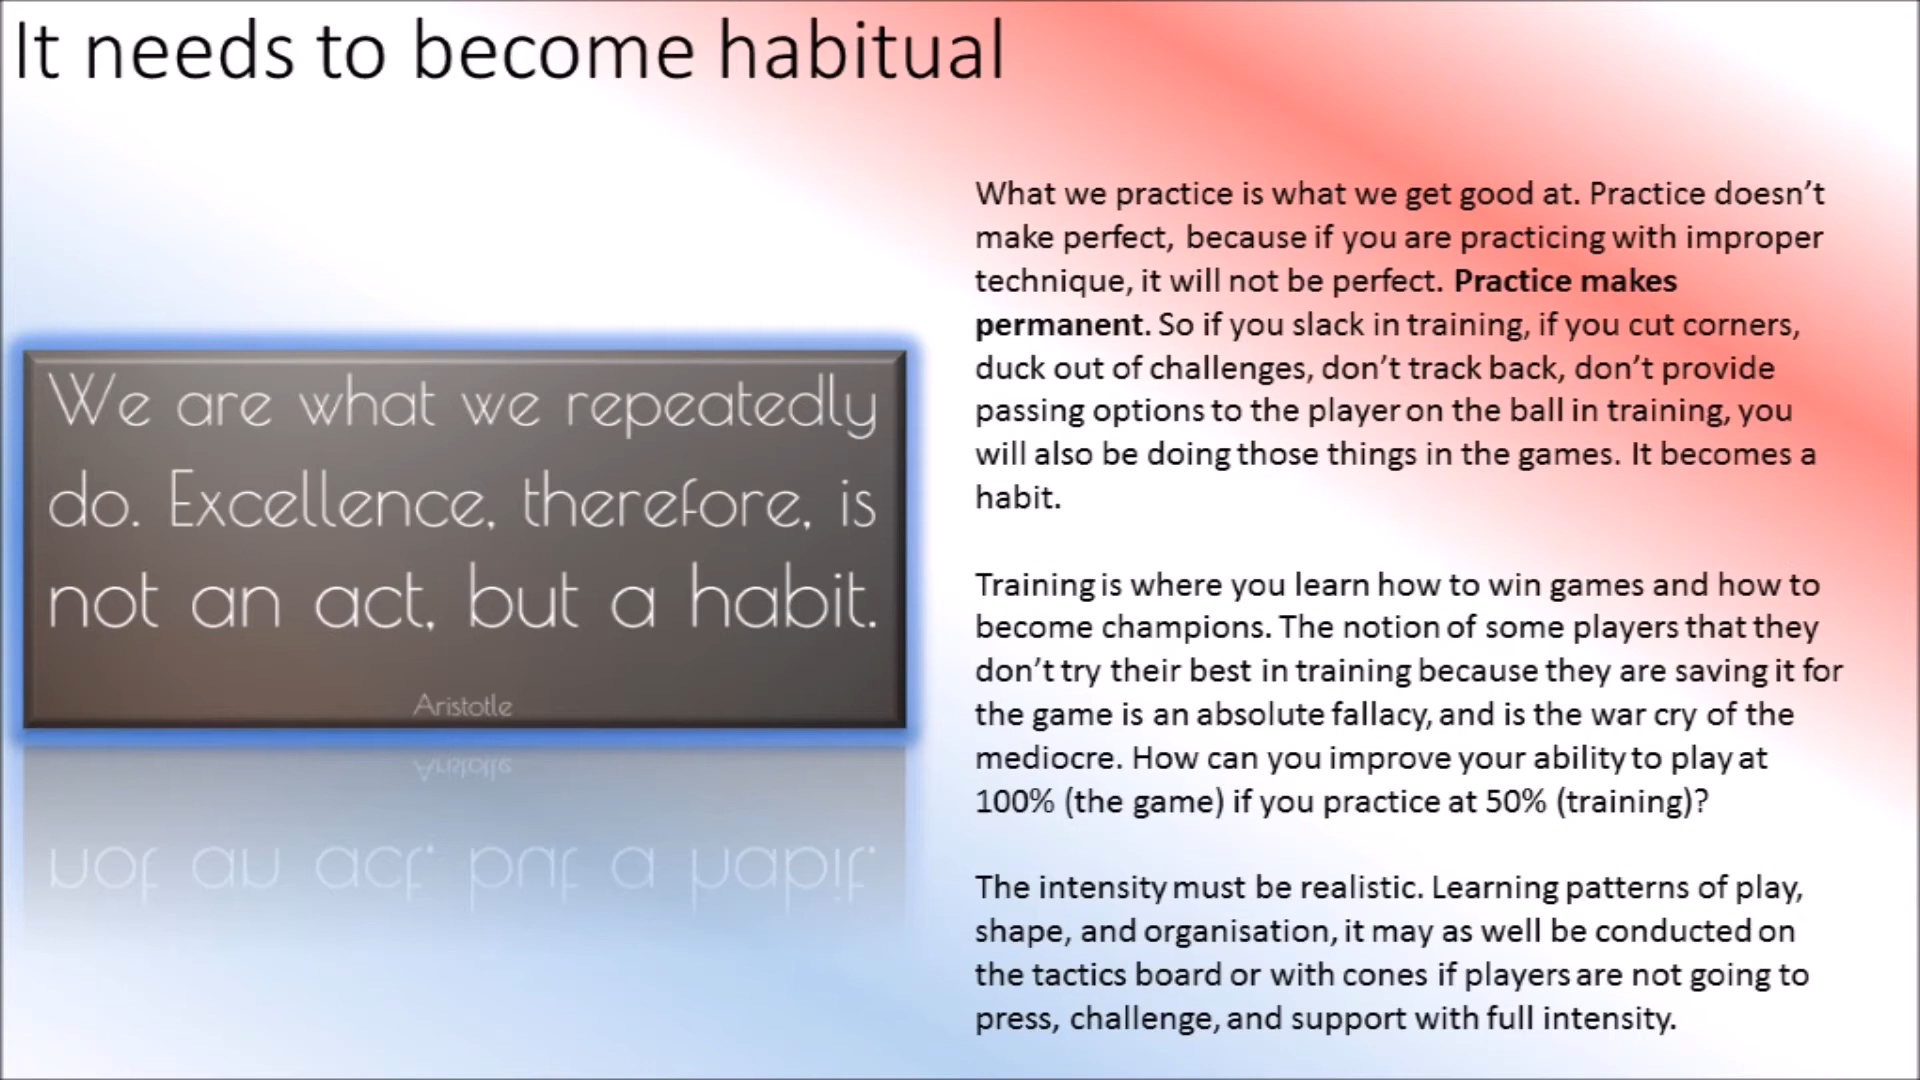 It needs to become habitual
We are what we repeatedly
do. Excellence, therefore, is
not an act, but a habit.
Aristotle
What we practice is what we get good at. Practice doesn’t
make perfect, because if you are practicing with improper
technique, it will not be perfect. Practice makes
permanent. So if you slack in training, if you cut corners,
duck out of challenges, don’t track back, don’t provide
passing options to the player on the ball in training, you
will also be doing those things in the games. It becomes a
habit.
Training is where you learn how to win games and how to
become champions. The notion of some players that they
don’t try their best in training because they are saving it for
the game is an absolute fallacy, and is the war cry of the
mediocre. How can you improve your ability to play at
100% (the game) if you practice at 50% (training)?
The intensity must be realistic. Learning patterns of play,
shape, and organisation, it may as well be conducted on
the tactics board or with cones if players are not going to
press, challenge, and support with full intensity.